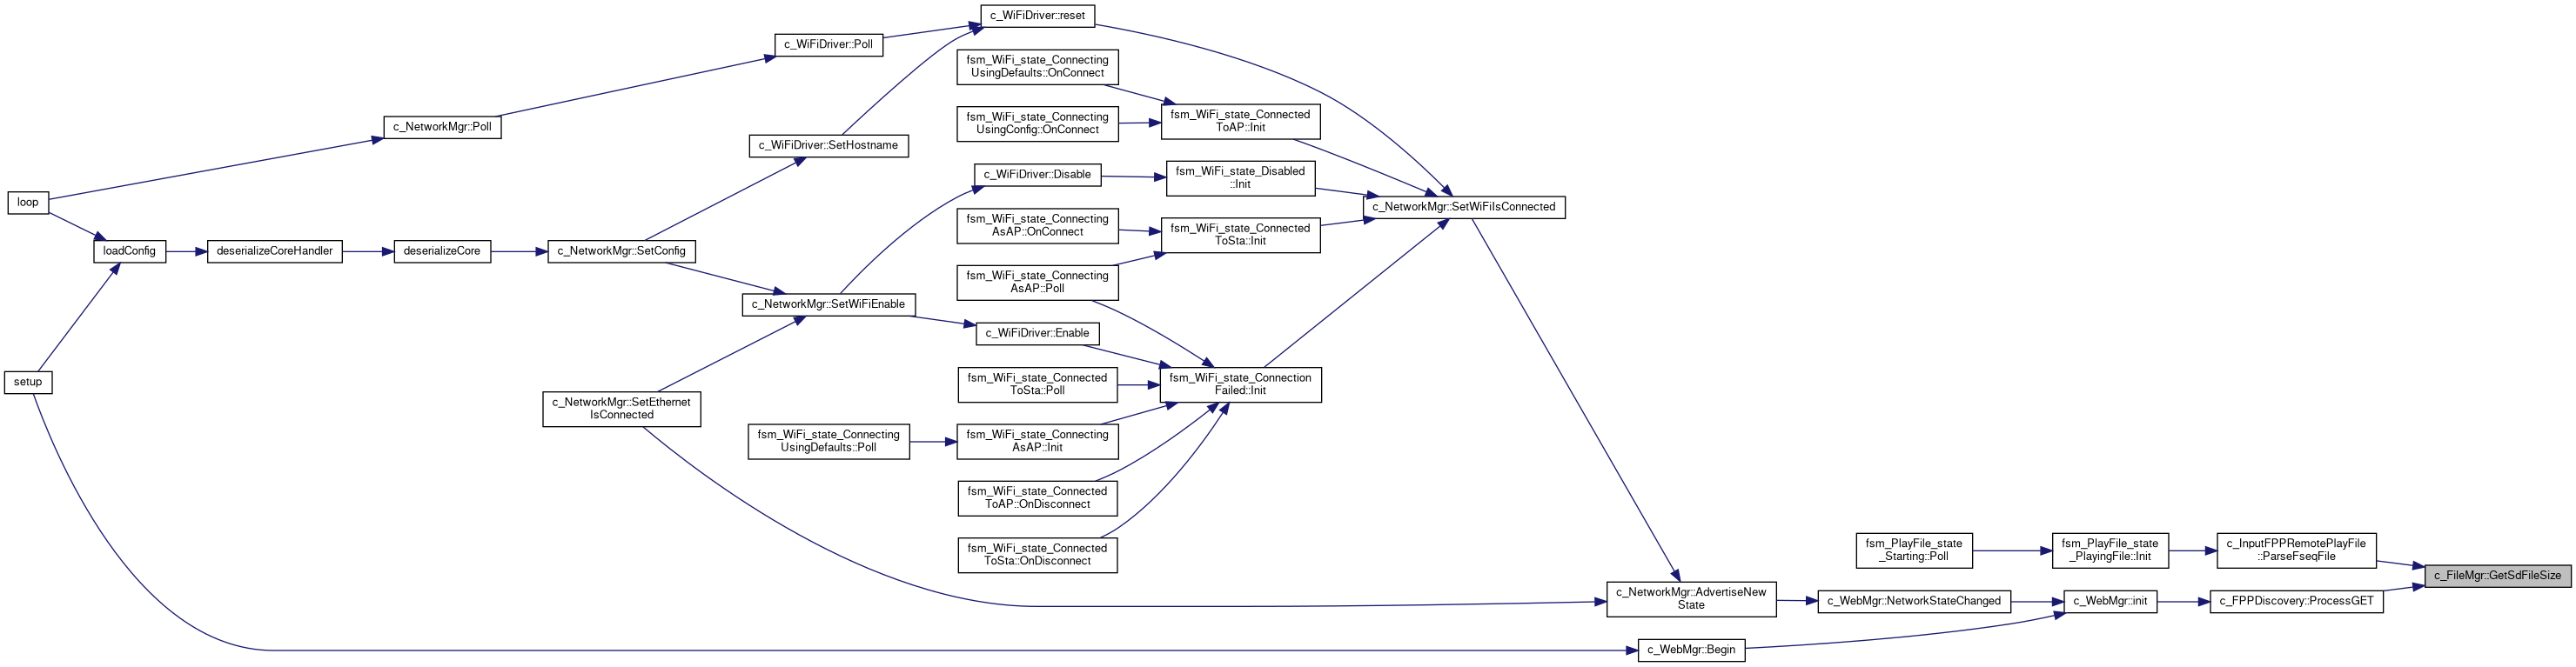 c_WiFiDriver::reset
c_WiFiDriver::Poll
fsm_WiFi_state_Connecting
UsingDefaults::OnConnect
c_NetworkMgr::Poll
fsm_WiFi_state_Connecting
UsingConfig::OnConnect
fsm_WiFi_state_Connected
ToAP::Init
c_WiFiDriver::SetHostname
c_WiFiDriver::Disable
fsm_WiFi_state_Disabled
::Init
loop
c_NetworkMgr::SetWiFiIsConnected
fsm_WiFi_state_Connecting
AsAP::OnConnect
fsm_WiFi_state_Connected
ToSta::Init
loadConfig
deserializeCoreHandler
deserializeCore
c_NetworkMgr::SetConfig
fsm_WiFi_state_Connecting
AsAP::Poll
c_NetworkMgr::SetWiFiEnable
c_WiFiDriver::Enable
setup
fsm_WiFi_state_Connected
ToSta::Poll
fsm_WiFi_state_Connection
Failed::Init
c_NetworkMgr::SetEthernet
IsConnected
fsm_WiFi_state_Connecting
UsingDefaults::Poll
fsm_WiFi_state_Connecting
AsAP::Init
fsm_WiFi_state_Connected
ToAP::OnDisconnect
fsm_WiFi_state_Connected
ToSta::OnDisconnect
fsm_PlayFile_state
_Starting::Poll
fsm_PlayFile_state
_PlayingFile::Init
c_InputFPPRemotePlayFile
::ParseFseqFile
c_FileMgr::GetSdFileSize
c_NetworkMgr::AdvertiseNew
State
c_WebMgr::NetworkStateChanged
c_WebMgr::init
c_FPPDiscovery::ProcessGET
c_WebMgr::Begin